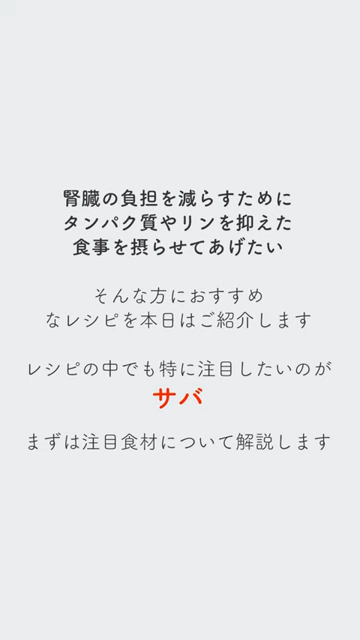 腎臓の負担を減らすために
タンパク質やリンを抑えた
食事を摂らせてあげたい
そんな方におすすめ
なレシピを本日はご紹介します
レシピの中でも特に注目したいのが
サバ
まずは注目食材について解説します